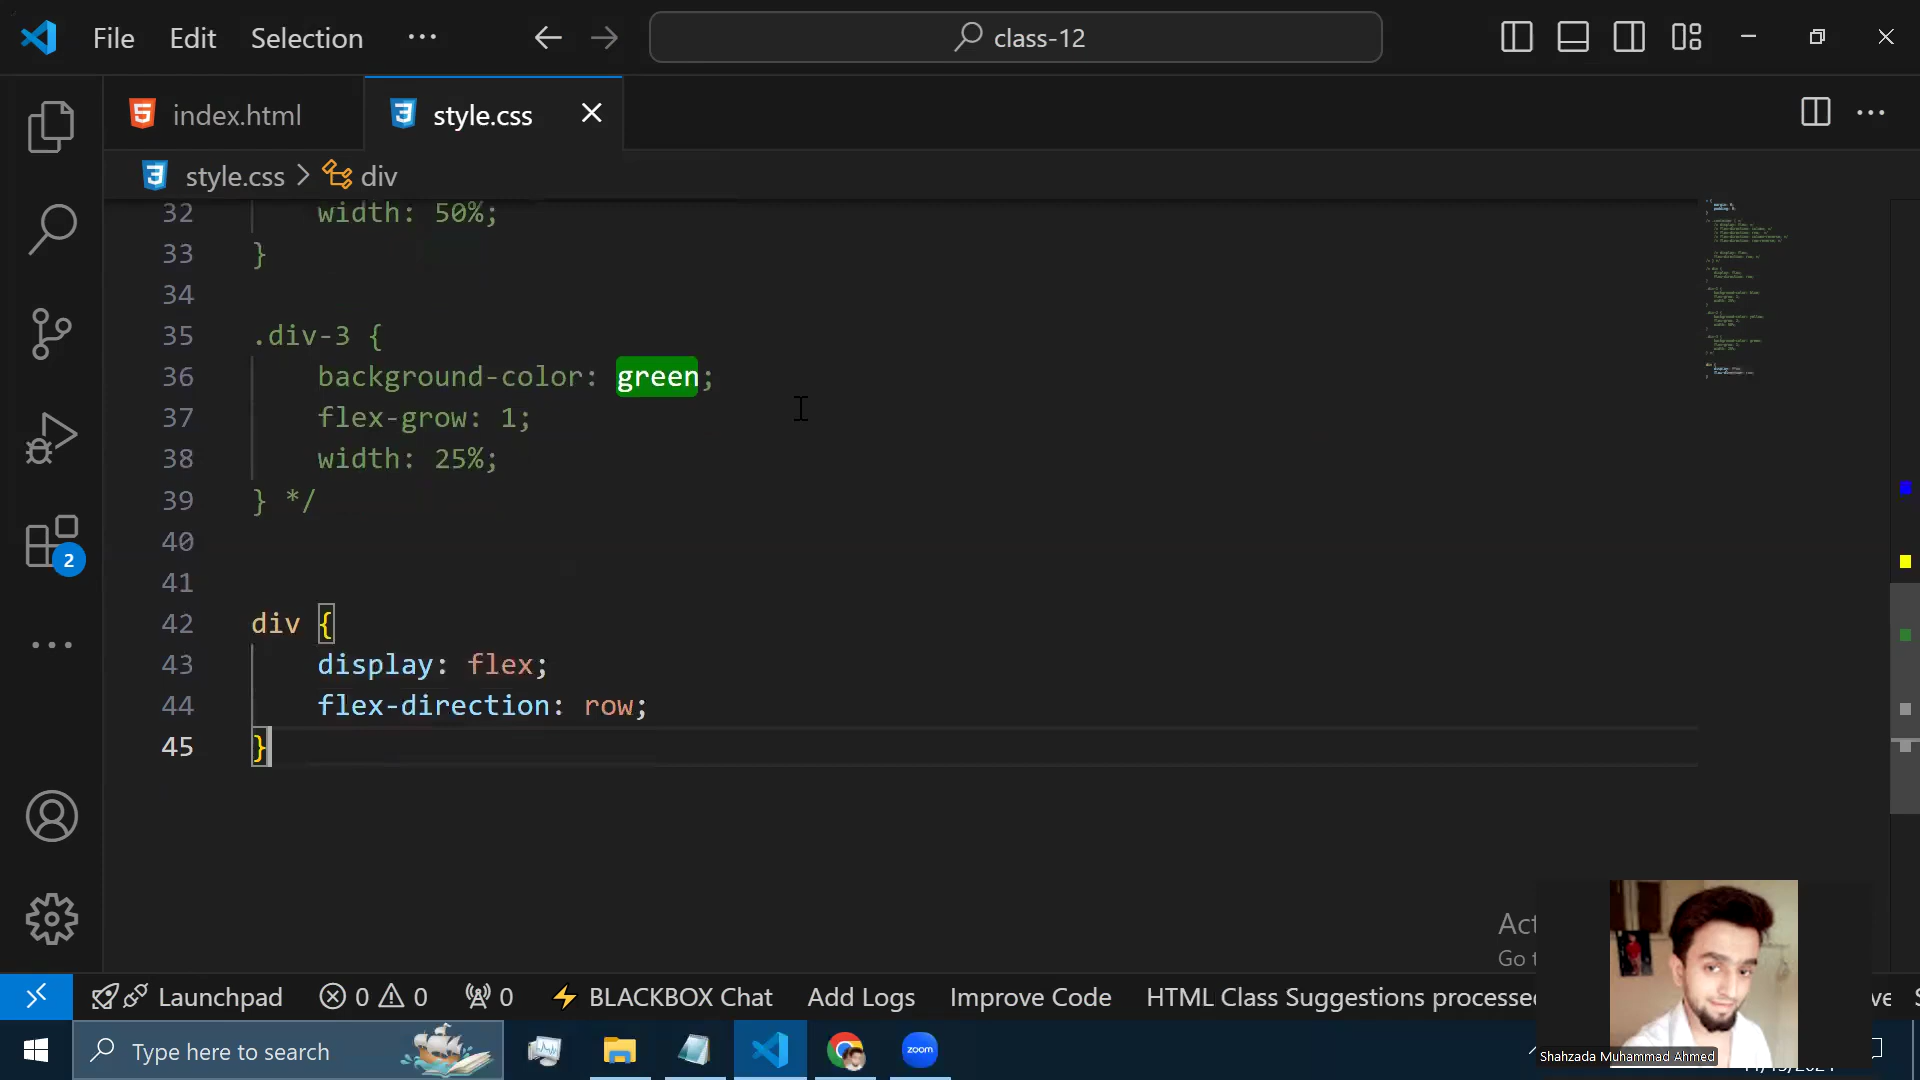 File Edit Selection ··· class-12
index.html style.css
style.css > div
32 width: 50%;
33 }
34
35 .div-3 {
36 background-color: green;
37 flex-grow: 1;
38 width: 25%;
39 } */
40
41
42 div {
43 display: flex;
44 flex-direction: row;
45 }
2
Act
Go t
Launchpad 0 0 0 BLACKBOX Chat Add Logs Improve Code HTML Class Suggestions processe
Type here to search
zoom
Shahzada Muhammad Ahmed